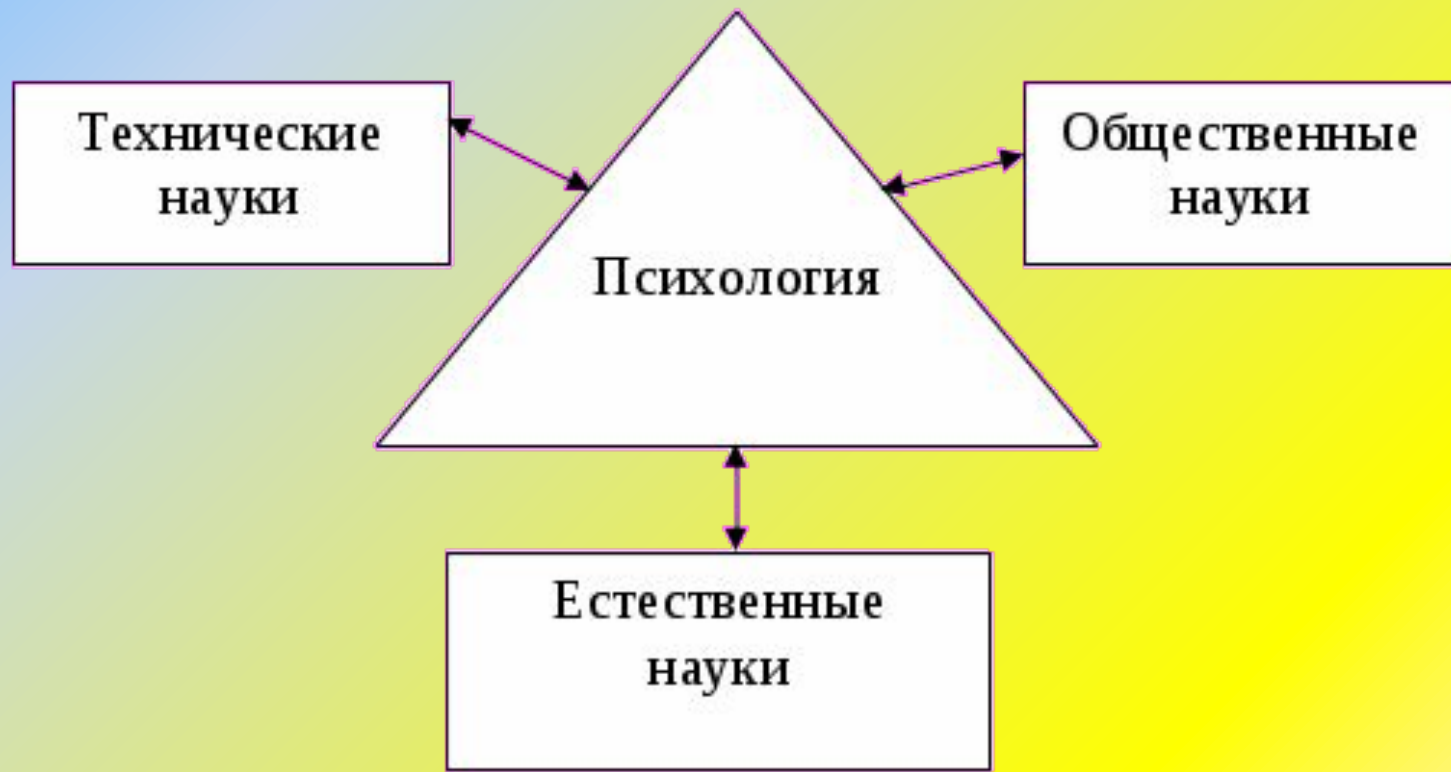 Технические
науки
Общественные
науки
Психология
Естественные
науки